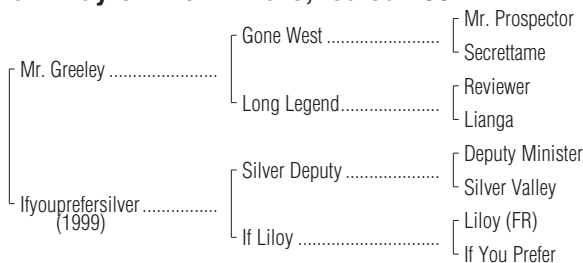 Mr. Prospector
Gone West ........................
Secrettame
Mr. Greeley .......................
Reviewer
Long Legend.....................
Lianga
Deputy Minister
Silver Deputy ....................
Silver Valley
Ifyouprefersilver ................
(1999)
Liloy (FR)
If Liloy ..............................
If You Prefer